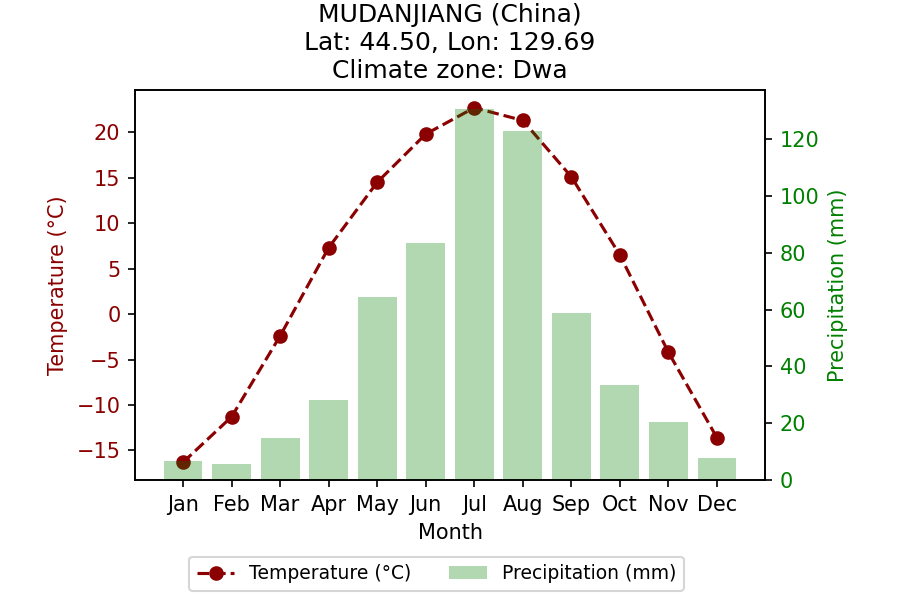 MUDANJIANG (China)
Lat: 44.50, Lon: 129.69
Climate zone: Dwa
20
15
10
5
0
−5
−10
−15
Temperature (°C)
120
100
80
60
40
20
0
Precipitation (mm)
Jan Feb Mar Apr May Jun Jul Aug Sep Oct Nov Dec
Month
Temperature (°C) Precipitation (mm)